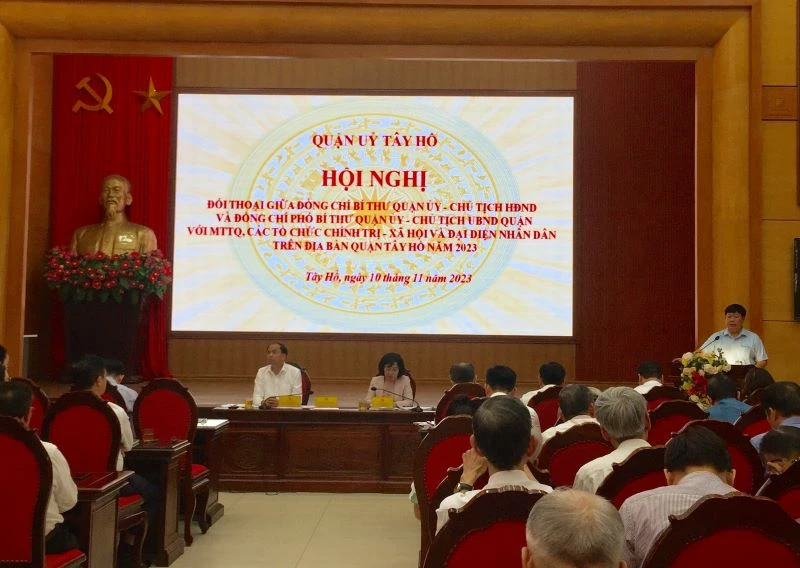 QUẬN UỶ TÂY HỒ
HỘI NGHỊ
ĐỐI THOẠI GIỮA ĐỒNG CHÍ BÍ THƯ QUẬN ỦY - CHỦ TỊCH HĐND
VÀ ĐỒNG CHÍ PHÓ BÍ THƯ QUẬN ỦY - CHỦ TỊCH UBND QUẬN
VỚI MTTQ, CÁC TỔ CHỨC CHÍNH TRỊ - XÃ HỘI VÀ ĐẠI DIỆN NHÂN DÂN
TRÊN ĐỊA BÀN QUẬN TÂY HỒ NĂM 2023
Tây Hồ, ngày 10 tháng 11 năm 2023